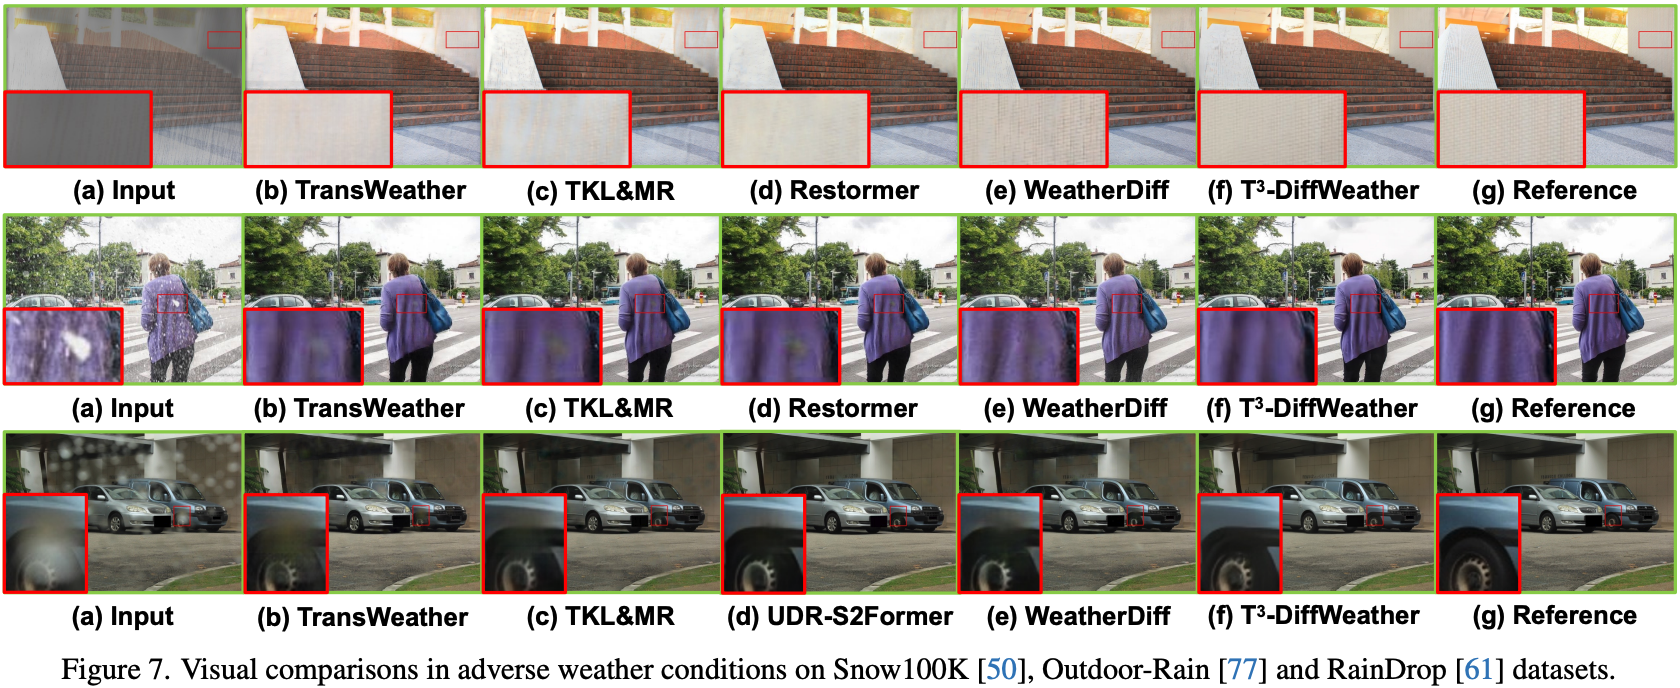 (a) Input (b) TransWeather (c) TKL&MR (d) Restormer (e) WeatherDiff (f) T³-DiffWeather (g) Reference
(a) Input (b) TransWeather (c) TKL&MR (d) Restormer (e) WeatherDiff (f) T³-DiffWeather (g) Reference
(a) Input (b) TransWeather (c) TKL&MR (d) UDR-S2Former (e) WeatherDiff (f) T³-DiffWeather (g) Reference
Figure 7. Visual comparisons in adverse weather conditions on Snow100K [50], Outdoor-Rain [77] and RainDrop [61] datasets.